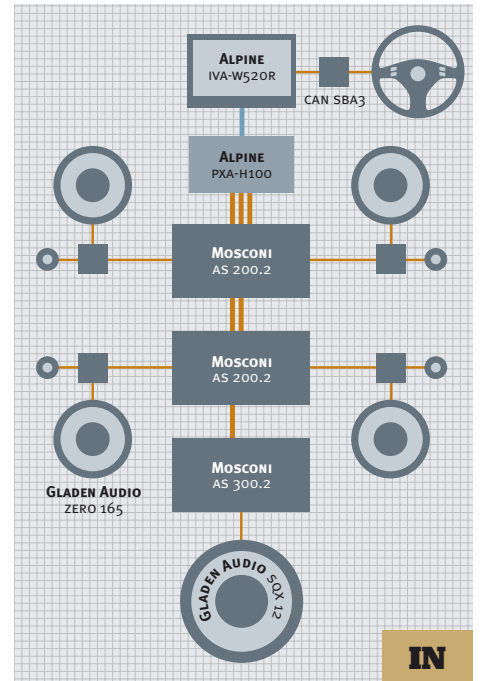 Alpine
IVA-W520R
CAN SBA3
Alpine
PXA-H100
Mosconi
AS 200.2
Mosconi
AS 200.2
Mosconi
AS 300.2
Gladen Audio
ZERO 165
Gladen Audio SQX 12
IN